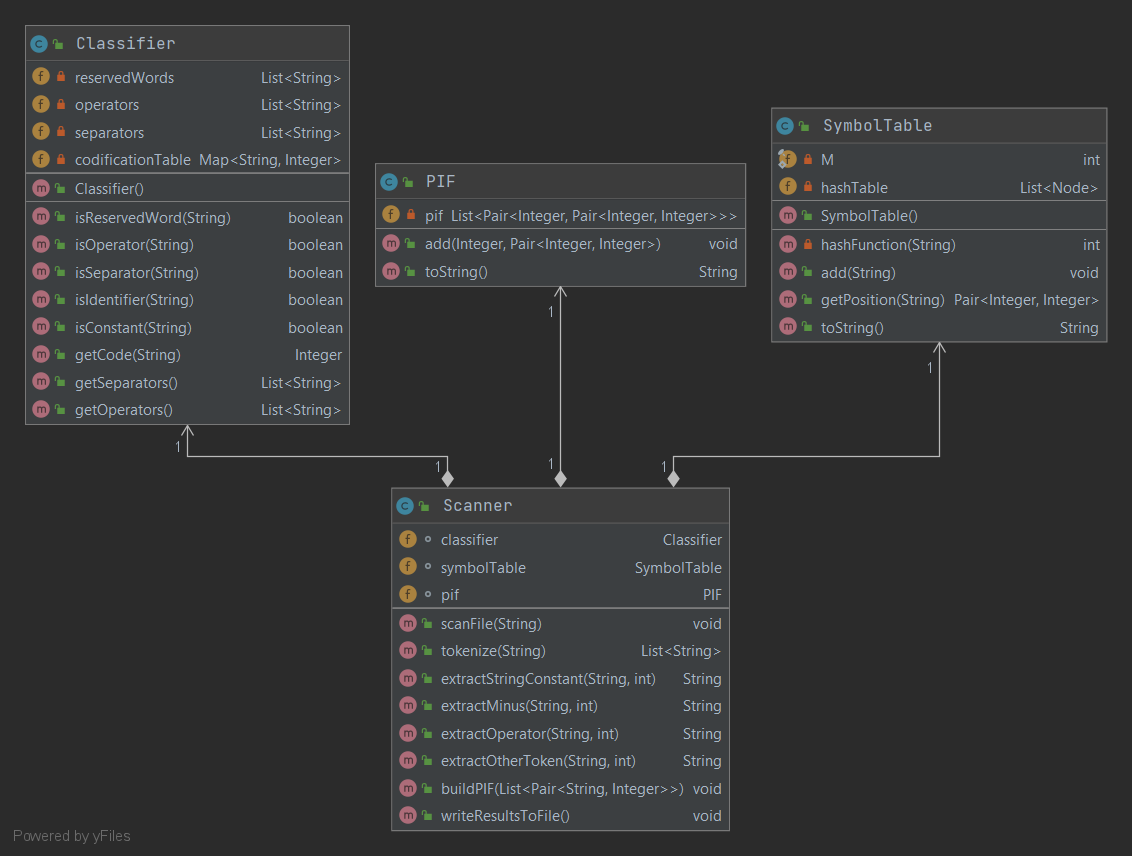 Classifier
reservedWords List<String>
operators List<String>
separators List<String>
codificationTable Map<String, Integer>
Classifier()
isReservedWord(String) boolean
isOperator(String) boolean
isSeparator(String) boolean
isIdentifier(String) boolean
isConstant(String) boolean
getCode(String) Integer
getSeparators() List<String>
getOperators() List<String>
PIF
pif List<Pair<Integer, Pair<Integer, Integer>>>
add(Integer, Pair<Integer, Integer>) void
toString() String
SymbolTable
M int
hashTable List<Node>
SymbolTable()
hashFunction(String) int
add(String) void
getPosition(String) Pair<Integer, Integer>
toString() String
1
1
1
1
1
1
Scanner
classifier Classifier
symbolTable SymbolTable
pif PIF
scanFile(String) void
tokenize(String) List<String>
extractStringConstant(String, int) String
extractMinus(String, int) String
extractOperator(String, int) String
extractOtherToken(String, int) String
buildPIF(List<Pair<String, Integer>>) void
writeResultsToFile() void
Powered by yFiles